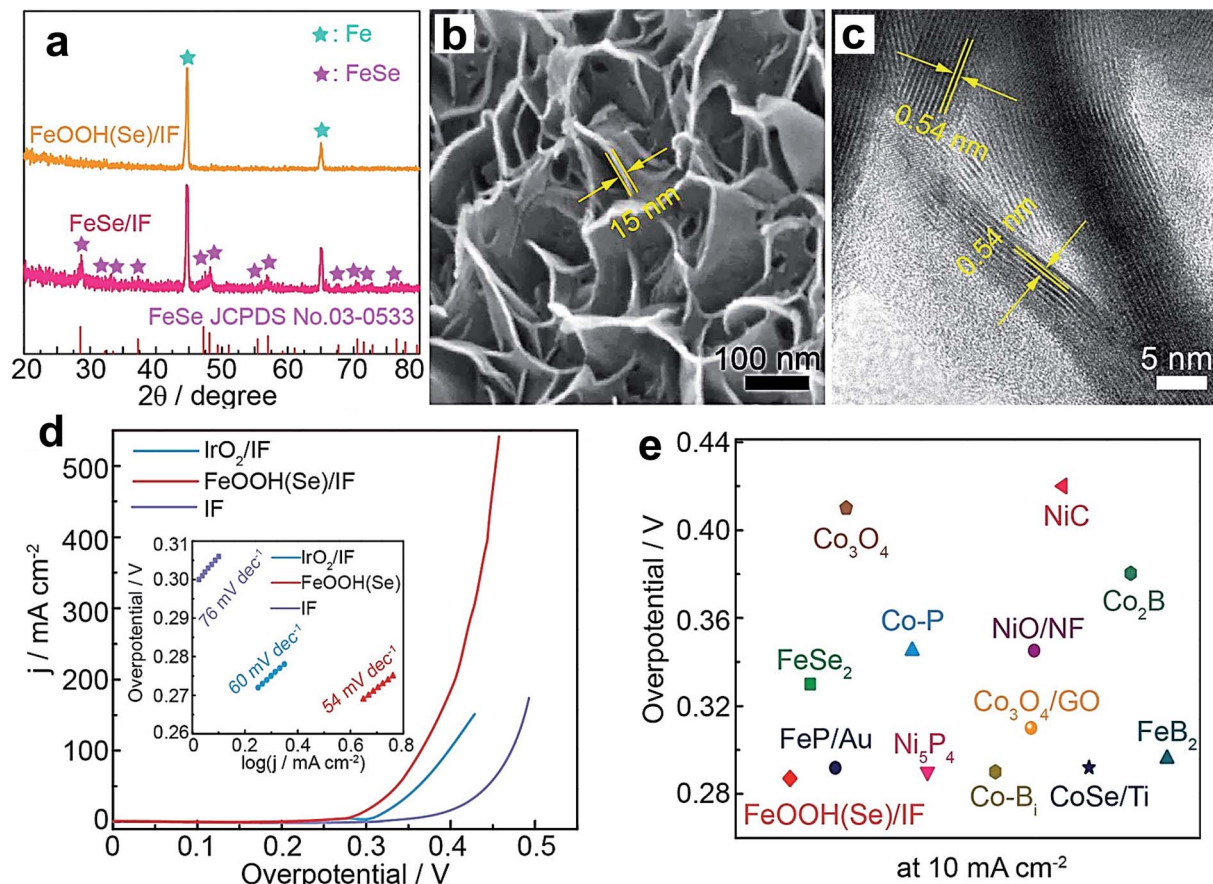 a
★: Fe
★: FeSe
FeOOH(Se)/IF
FeSe/IF
FeSe JCPDS No.03-0533
20 30 40 50 60 70 80
2θ / degree
b
15 nm
100 nm
c
0.54 nm
0.54 nm
5 nm
d
j / mA cm⁻²
500
400
300
200
100
0
IrO₂/IF
FeOOH(Se)/IF
IF
Overpotential / V
0.31
0.30
0.29
0.28
0.27
0.26
76 mV dec⁻¹
60 mV dec⁻¹
54 mV dec⁻¹
IrO₂/IF
FeOOH(Se)
IF
0.0 0.2 0.4 0.6 0.8
log(j / mA cm⁻²)
0 0.1 0.2 0.3 0.4 0.5
Overpotential / V
e
Overpotential / V
0.44
0.40
0.36
0.32
0.28
Co₃O₄
NiC
Co₂B
Co-P
NiO/NF
FeSe₂
Co₃O₄/GO
FeP/Au
Ni₅P₄
FeB₂
FeOOH(Se)/IF
Co-Bᵢ
CoSe/Ti
at 10 mA cm⁻²